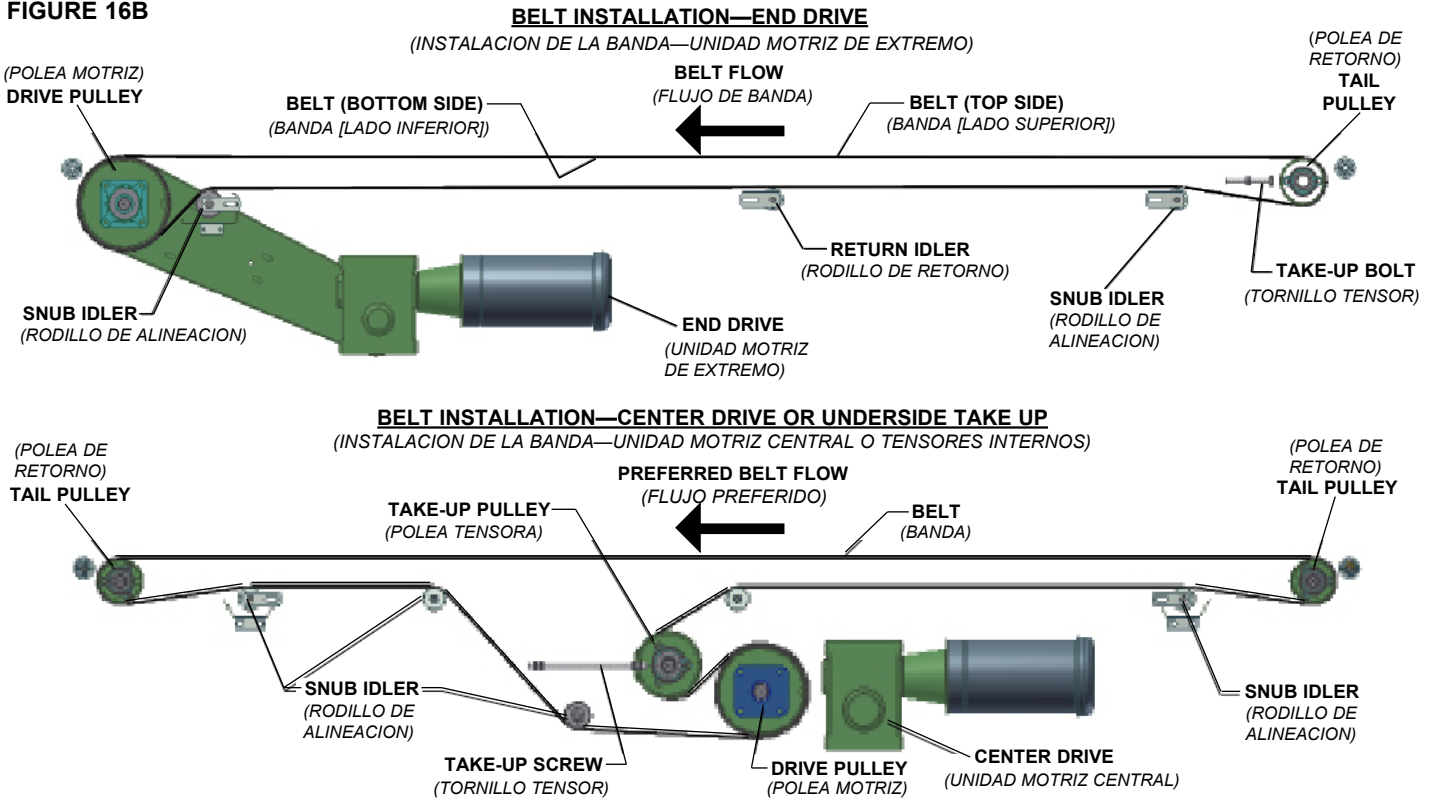 FIGURE 16B
BELT INSTALLATION—END DRIVE
(INSTALACION DE LA BANDA—UNIDAD MOTRIZ DE EXTREMO)
(POLEA MOTRIZ)
DRIVE PULLEY
BELT (BOTTOM SIDE)
(BANDA [LADO INFERIOR])
BELT FLOW
(FLUJO DE BANDA)
BELT (TOP SIDE)
(BANDA [LADO SUPERIOR])
(POLEA DE
RETORNO)
TAIL
PULLEY
SNUB IDLER
(RODILLO DE ALINEACION)
END DRIVE
(UNIDAD MOTRIZ
DE EXTREMO)
RETURN IDLER
(RODILLO DE RETORNO)
SNUB IDLER
(RODILLO DE
ALINEACION)
TAKE-UP BOLT
(TORNILLO TENSOR)
BELT INSTALLATION—CENTER DRIVE OR UNDERSIDE TAKE UP
(INSTALACION DE LA BANDA—UNIDAD MOTRIZ CENTRAL O TENSORES INTERNOS)
(POLEA DE
RETORNO)
TAIL PULLEY
TAKE-UP PULLEY
(POLEA TENSORA)
PREFERRED BELT FLOW
(FLUJO PREFERIDO)
BELT
(BANDA)
(POLEA DE
RETORNO)
TAIL PULLEY
SNUB IDLER
(RODILLO DE
ALINEACION)
TAKE-UP SCREW
(TORNILLO TENSOR)
DRIVE PULLEY
(POLEA MOTRIZ)
CENTER DRIVE
(UNIDAD MOTRIZ CENTRAL)
SNUB IDLER
(RODILLO DE
ALINEACION)